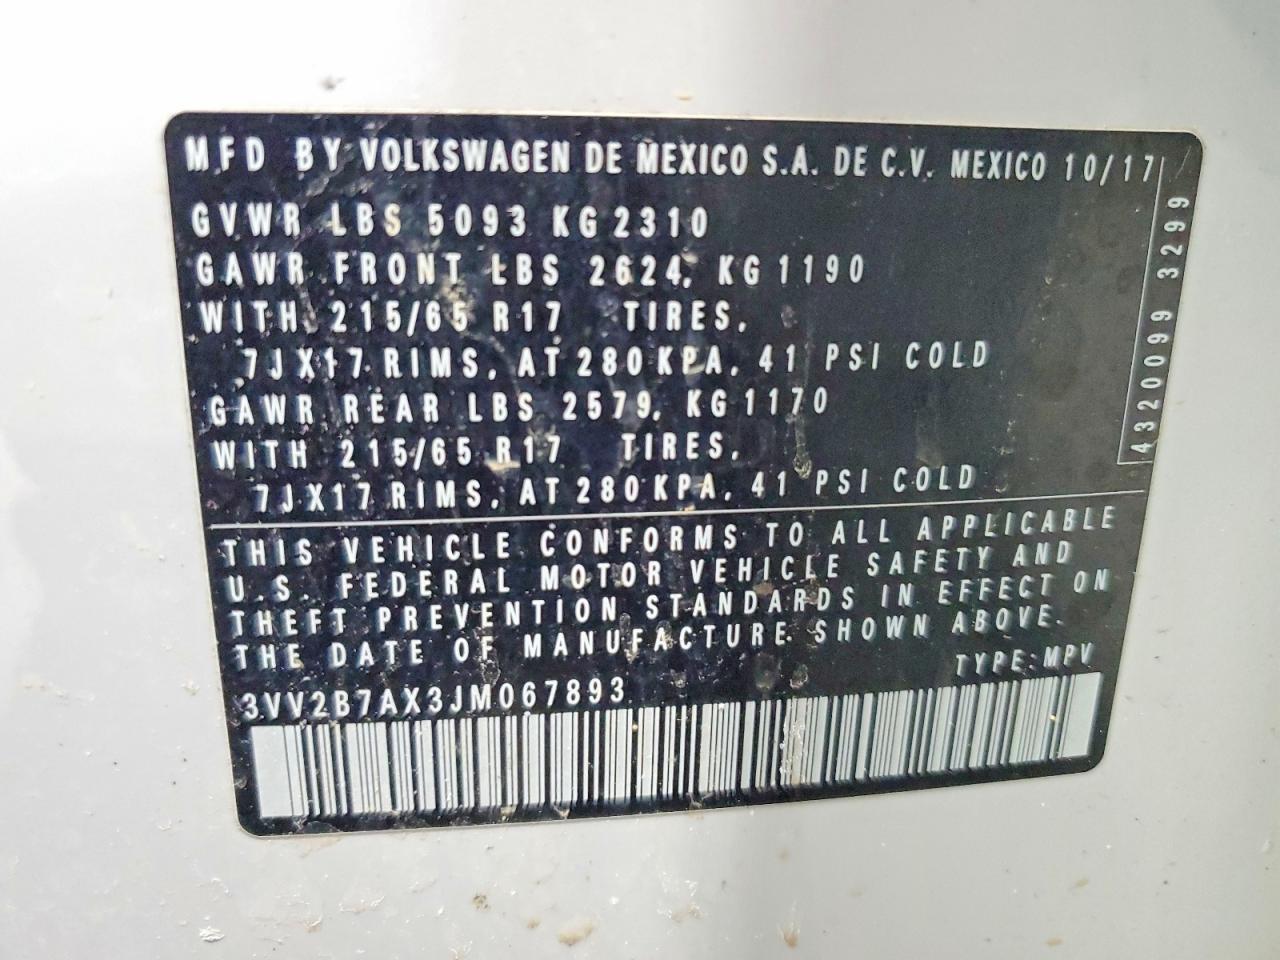 MFD BY VOLKSWAGEN DE MEXICO S.A. DE C.V. MEXICO 10/17
GVWR LBS 5093 KG 2310
GAWR FRONT LBS 2624, KG 1190
WITH 215/65 R17 TIRES,
7JX17 RIMS, AT 280 KPA, 41 PSI COLD
GAWR REAR LBS 2579, KG 1170
WITH 215/65 R17 TIRES,
7JX17 RIMS, AT 280 KPA, 41 PSI COLD
4320099 3299
THIS VEHICLE CONFORMS TO ALL APPLICABLE
U.S. FEDERAL MOTOR VEHICLE SAFETY AND
THEFT PREVENTION STANDARDS IN EFFECT ON
THE DATE OF MANUFACTURE SHOWN ABOVE.
TYPE: MPV
3VV2B7AX3JM067893